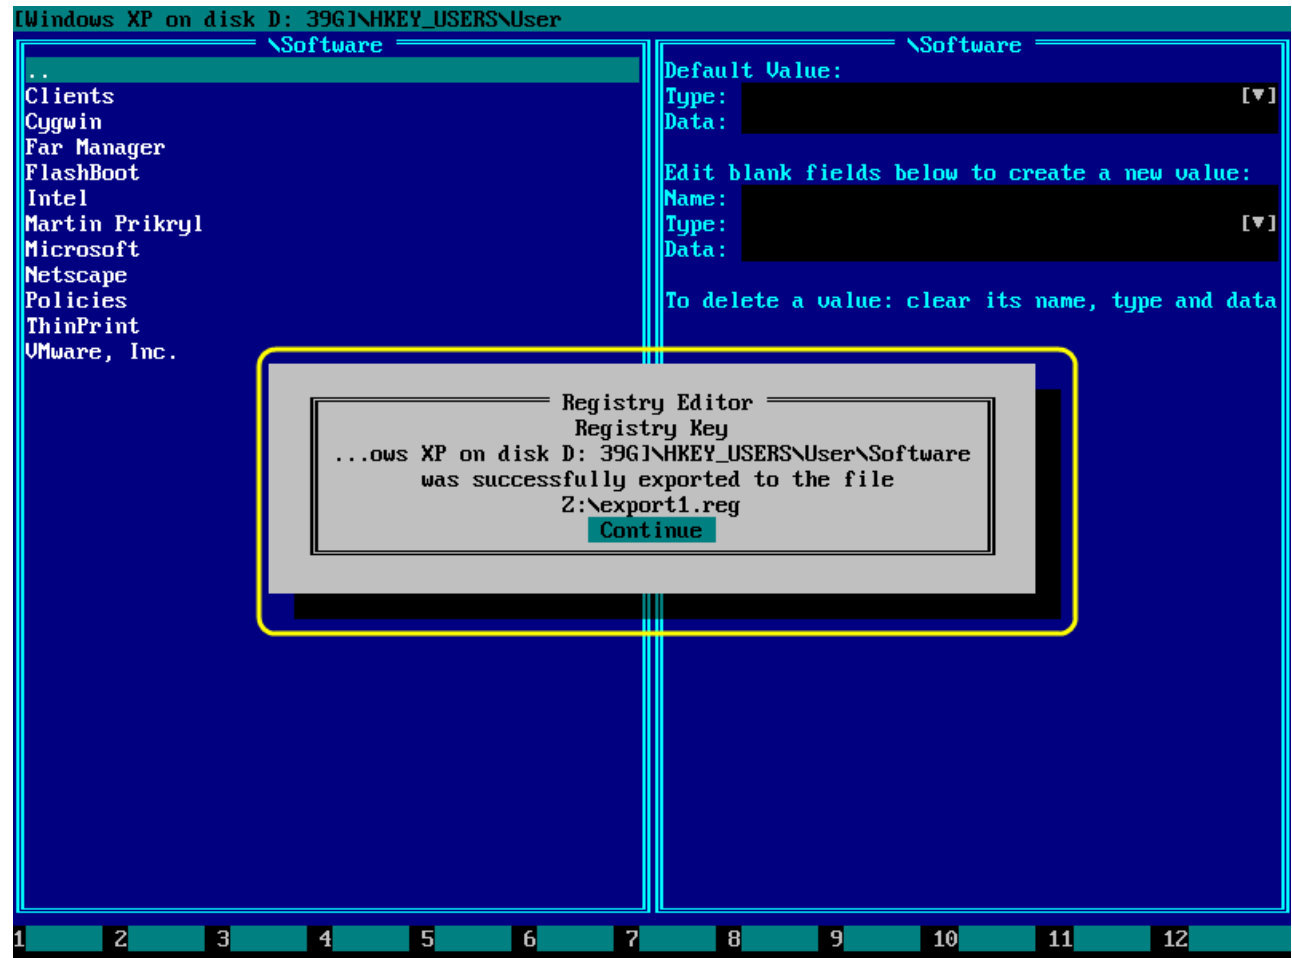 [Windows XP on disk D: 39G]\HKEY_USERS\User
\Software
..
Clients
Cygwin
Far Manager
FlashBoot
Intel
Martin Prikryl
Microsoft
Netscape
Policies
ThinPrint
VMware, Inc.
\Software
Default Value:
Type: [▼]
Data:
Edit blank fields below to create a new value:
Name:
Type: [▼]
Data:
To delete a value: clear its name, type and data
Registry Editor
Registry Key
...ows XP on disk D: 39G]\HKEY_USERS\User\Software
was successfully exported to the file
Z:\export1.reg
Continue
1 2 3 4 5 6 7 8 9 10 11 12